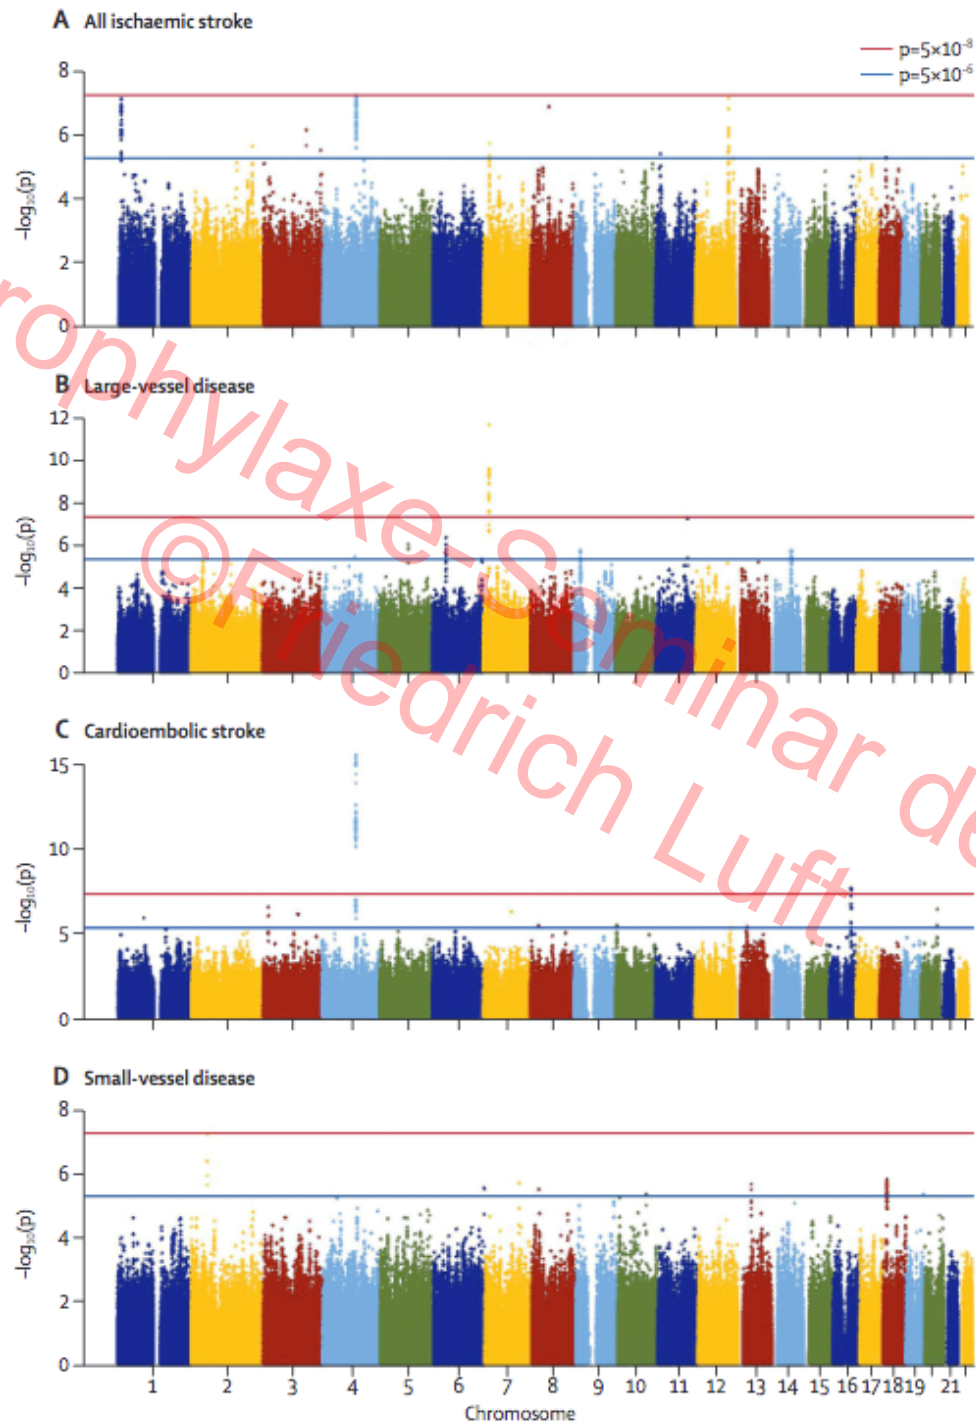 A All ischaemic stroke
p=5×10⁻⁸
p=5×10⁻⁶
8
6
4
2
0
–log₁₀(p)
B Large-vessel disease
12
10
8
6
4
2
0
–log₁₀(p)
C Cardioembolic stroke
15
10
5
0
–log₁₀(p)
D Small-vessel disease
8
6
4
2
0
–log₁₀(p)
1 2 3 4 5 6 7 8 9 10 11 12 13 14 15 16 17 18 19 21
Chromosome
rophylaxe-Seminar de
©Friedrich Luft